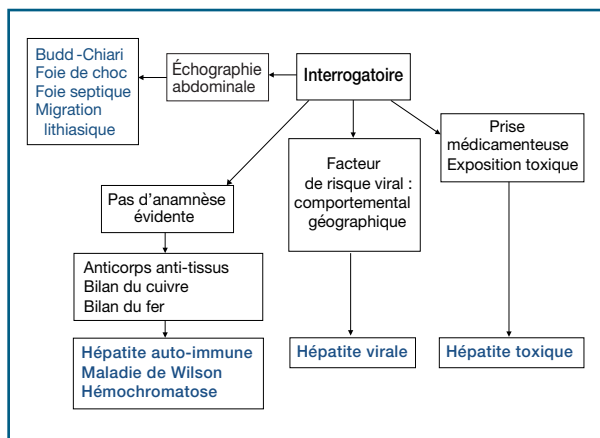 Budd -Chiari
Foie de choc
Foie septique
Migration
lithiasique
Échographie
abdominale
Interrogatoire
Prise
médicamenteuse
Exposition toxique
Facteur
de risque viral :
comportemental
géographique
Pas d'anamnèse
évidente
Anticorps anti-tissus
Bilan du cuivre
Bilan du fer
Hépatite auto-immune
Maladie de Wilson
Hémochromatose
Hépatite virale
Hépatite toxique